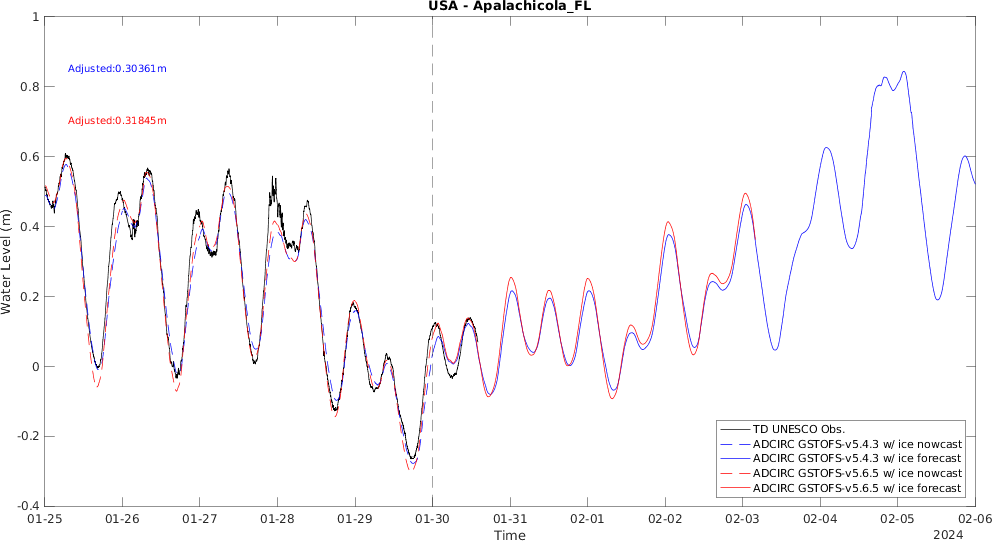 USA - Apalachicola_FL
1
0.8
0.6
0.4
0.2
0
-0.2
-0.4
Water Level (m)
Adjusted:0.30361m
Adjusted:0.31845m
TD UNESCO Obs.
ADCIRC GSTOFS-v5.4.3 w/ ice nowcast
ADCIRC GSTOFS-v5.4.3 w/ ice forecast
ADCIRC GSTOFS-v5.6.5 w/ ice nowcast
ADCIRC GSTOFS-v5.6.5 w/ ice forecast
01-25 01-26 01-27 01-28 01-29 01-30 01-31 02-01 02-02 02-03 02-04 02-05 02-06
Time
2024